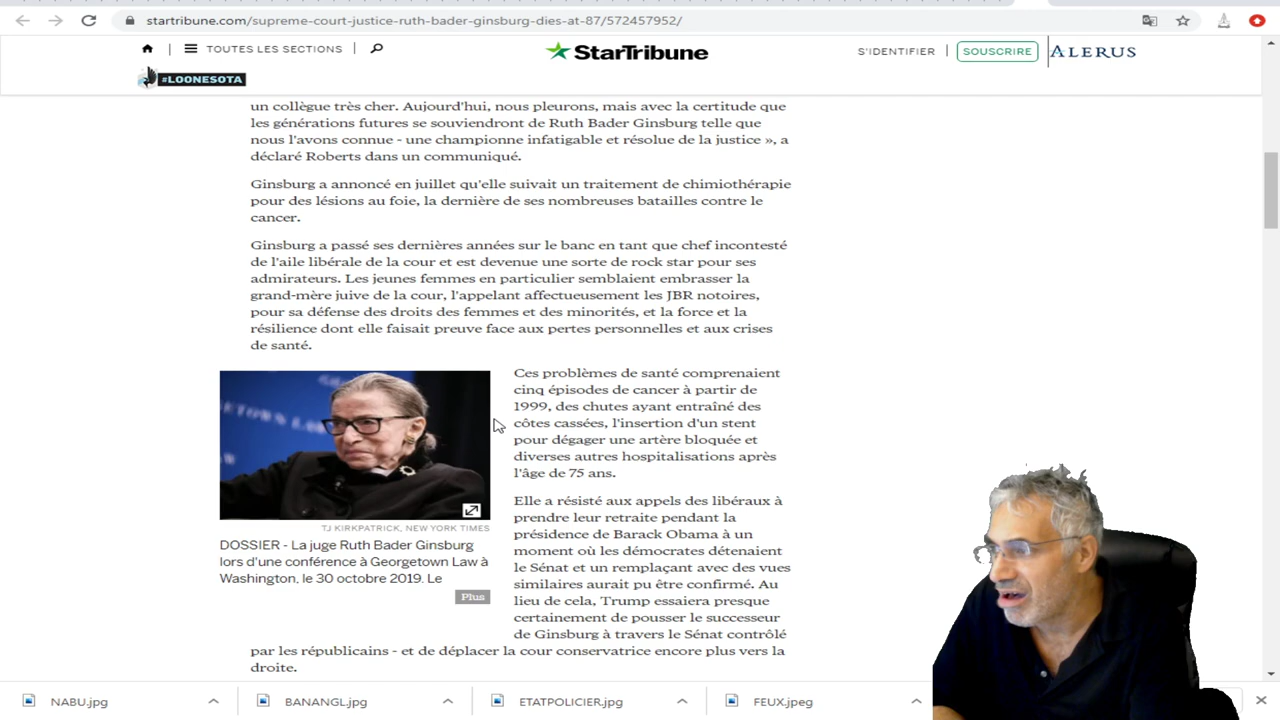 startribune.com/supreme-court-justice-ruth-bader-ginsburg-dies-at-87/572457952/
TOUTES LES SECTIONS
StarTribune
S'IDENTIFIER
SOUSCRIRE
ALERUS
#LOONESOTA
un collègue très cher. Aujourd'hui, nous pleurons, mais avec la certitude que
les générations futures se souviendront de Ruth Bader Ginsburg telle que
nous l'avons connue - une championne infatigable et résolue de la justice », a
déclaré Roberts dans un communiqué.
Ginsburg a annoncé en juillet qu'elle suivait un traitement de chimiothérapie
pour des lésions au foie, la dernière de ses nombreuses batailles contre le
cancer.
Ginsburg a passé ses dernières années sur le banc en tant que chef incontesté
de l'aile libérale de la cour et est devenue une sorte de rock star pour ses
admirateurs. Les jeunes femmes en particulier semblaient embrasser la
grand-mère juive de la cour, l'appelant affectueusement les JBR notoires,
pour sa défense des droits des femmes et des minorités, et la force et la
résilience dont elle faisait preuve face aux pertes personnelles et aux crises
de santé.
TJ KIRKPATRICK, NEW YORK TIMES
DOSSIER - La juge Ruth Bader Ginsburg
lors d'une conférence à Georgetown Law à
Washington, le 30 octobre 2019. Le
Plus
Ces problèmes de santé comprenaient
cinq épisodes de cancer à partir de
1999, des chutes ayant entraîné des
côtes cassées, l'insertion d'un stent
pour dégager une artère bloquée et
diverses autres hospitalisations après
l'âge de 75 ans.
Elle a résisté aux appels des libéraux à
prendre leur retraite pendant la
présidence de Barack Obama à un
moment où les démocrates détenaient
le Sénat et un remplaçant avec des vues
similaires aurait pu être confirmé. Au
lieu de cela, Trump essaiera presque
certainement de pousser le successeur
de Ginsburg à travers le Sénat contrôlé
par les républicains - et de déplacer la cour conservatrice encore plus vers la
droite.
NABU.jpg
BANANGL.jpg
ETATPOLICIER.jpg
FEUX.jpeg